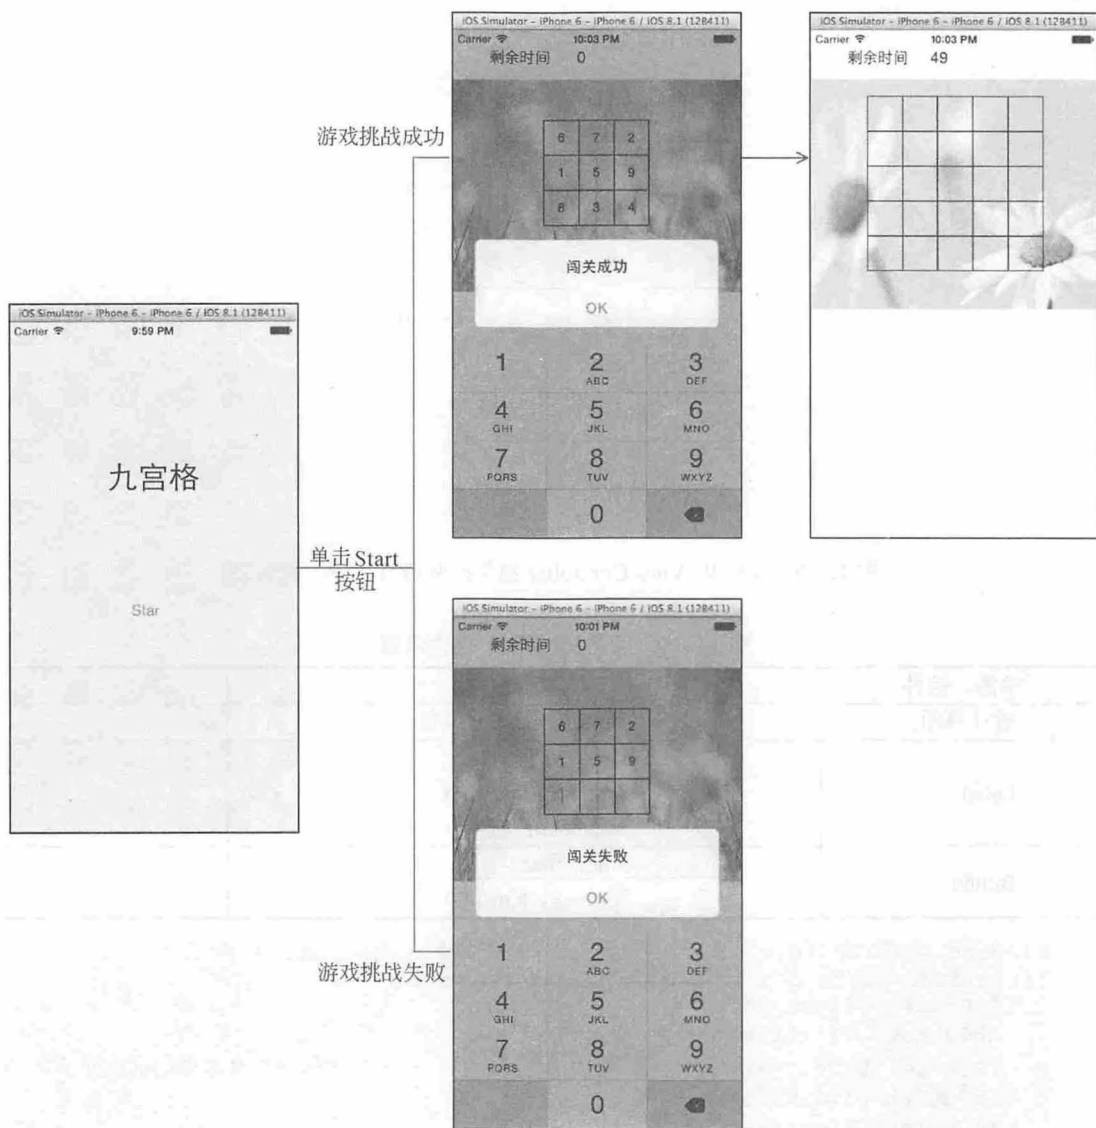 iOS Simulator - iPhone 6 - iPhone 6 / iOS 8.1 (12B411)
Carrier 10:03 PM
剩余时间 0
游戏挑战成功
6 7 2
1 5 9
8 3 4
闯关成功
OK
1 2 3
ABC DEF
4 5 6
GHI JKL MNO
7 8 9
PQRS TUV WXYZ
0
iOS Simulator - iPhone 6 - iPhone 6 / iOS 8.1 (12B411)
Carrier 10:03 PM
剩余时间 49
iOS Simulator - iPhone 6 - iPhone 6 / iOS 8.1 (12B411)
Carrier 9:59 PM
九宫格
Star
单击 Start
按钮
iOS Simulator - iPhone 6 - iPhone 6 / iOS 8.1 (12B411)
Carrier 10:01 PM
剩余时间 0
6 7 2
1 5 9
1
闯关失败
OK
游戏挑战失败
1 2 3
ABC DEF
4 5 6
GHI JKL MNO
7 8 9
PQRS TUV WXYZ
0